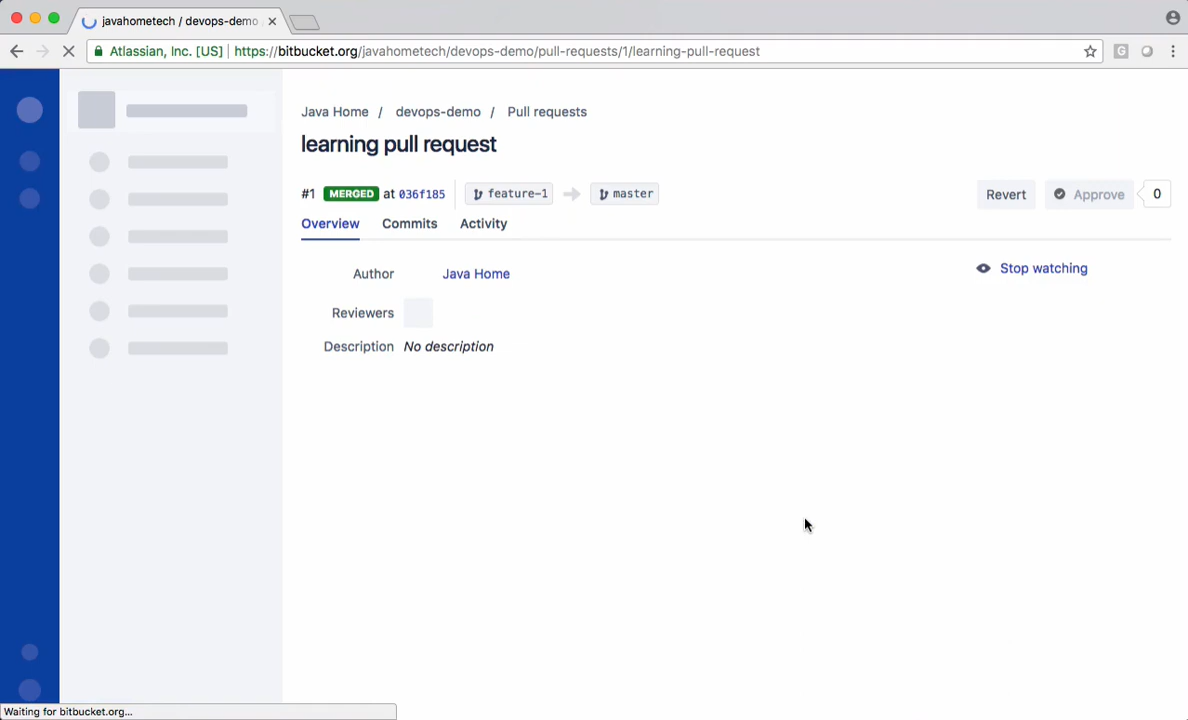 javahometech / devops-demo
Atlassian, Inc. [US] | https://bitbucket.org/javahometech/devops-demo/pull-requests/1/learning-pull-request
Java Home / devops-demo / Pull requests
learning pull request
#1 MERGED at 036f185 feature-1 master Revert Approve 0
Overview Commits Activity
Author Java Home Stop watching
Reviewers
Description No description
Waiting for bitbucket.org...